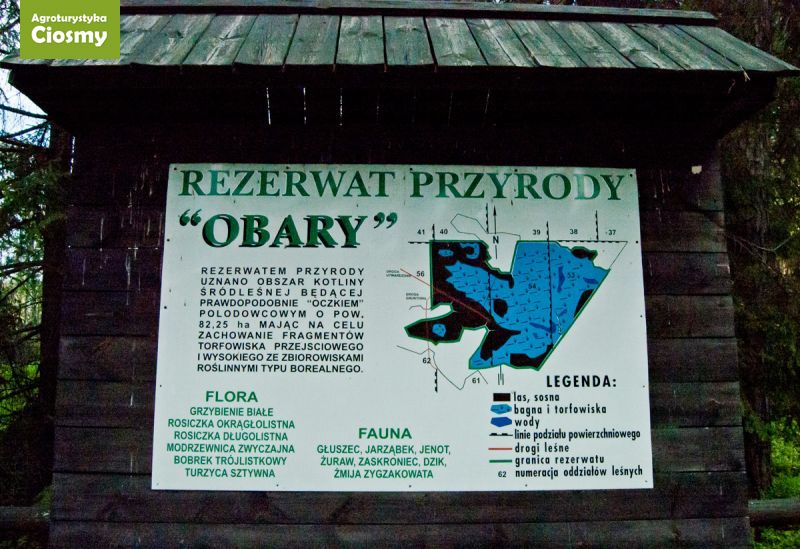 Agroturystyka
Ciosmy
REZERWAT PRZYRODY
“OBARY”
REZERWATEM PRZYRODY
UZNANO OBSZAR KOTLINY
ŚRÓDLEŚNEJ BĘDĄCEJ
PRAWDOPODOBNIE "OCZKIEM"
POLODOWCOWYM O POW.
82,25 ha MAJĄC NA CELU
ZACHOWANIE FRAGMENTÓW
TORFOWISKA PRZEJŚCIOWEGO
I WYSOKIEGO ZE ZBIOROWISKAMI
ROŚLINNYMI TYPU BOREALNEGO.
FLORA
GRZYBIENIE BIAŁE
ROSICZKA OKRĄGŁOLISTNA
ROSICZKA DŁUGOLISTNA
MODRZEWNICA ZWYCZAJNA
BOBREK TRÓJLISTKOWY
TURZYCA SZTYWNA
FAUNA
GŁUSZEC, JARZĄBEK, JENOT,
ŻURAW, ZASKRONIEC, DZIK,
ŻMIJA ZYGZAKOWATA
41 40 39 38 37
N
56
54
53
62
61
LEGENDA:
las, sosna
bagna i torfowiska
wody
linie podziału powierzchniowego
drogi leśne
granica rezerwatu
62 numeracja oddziałów leśnych